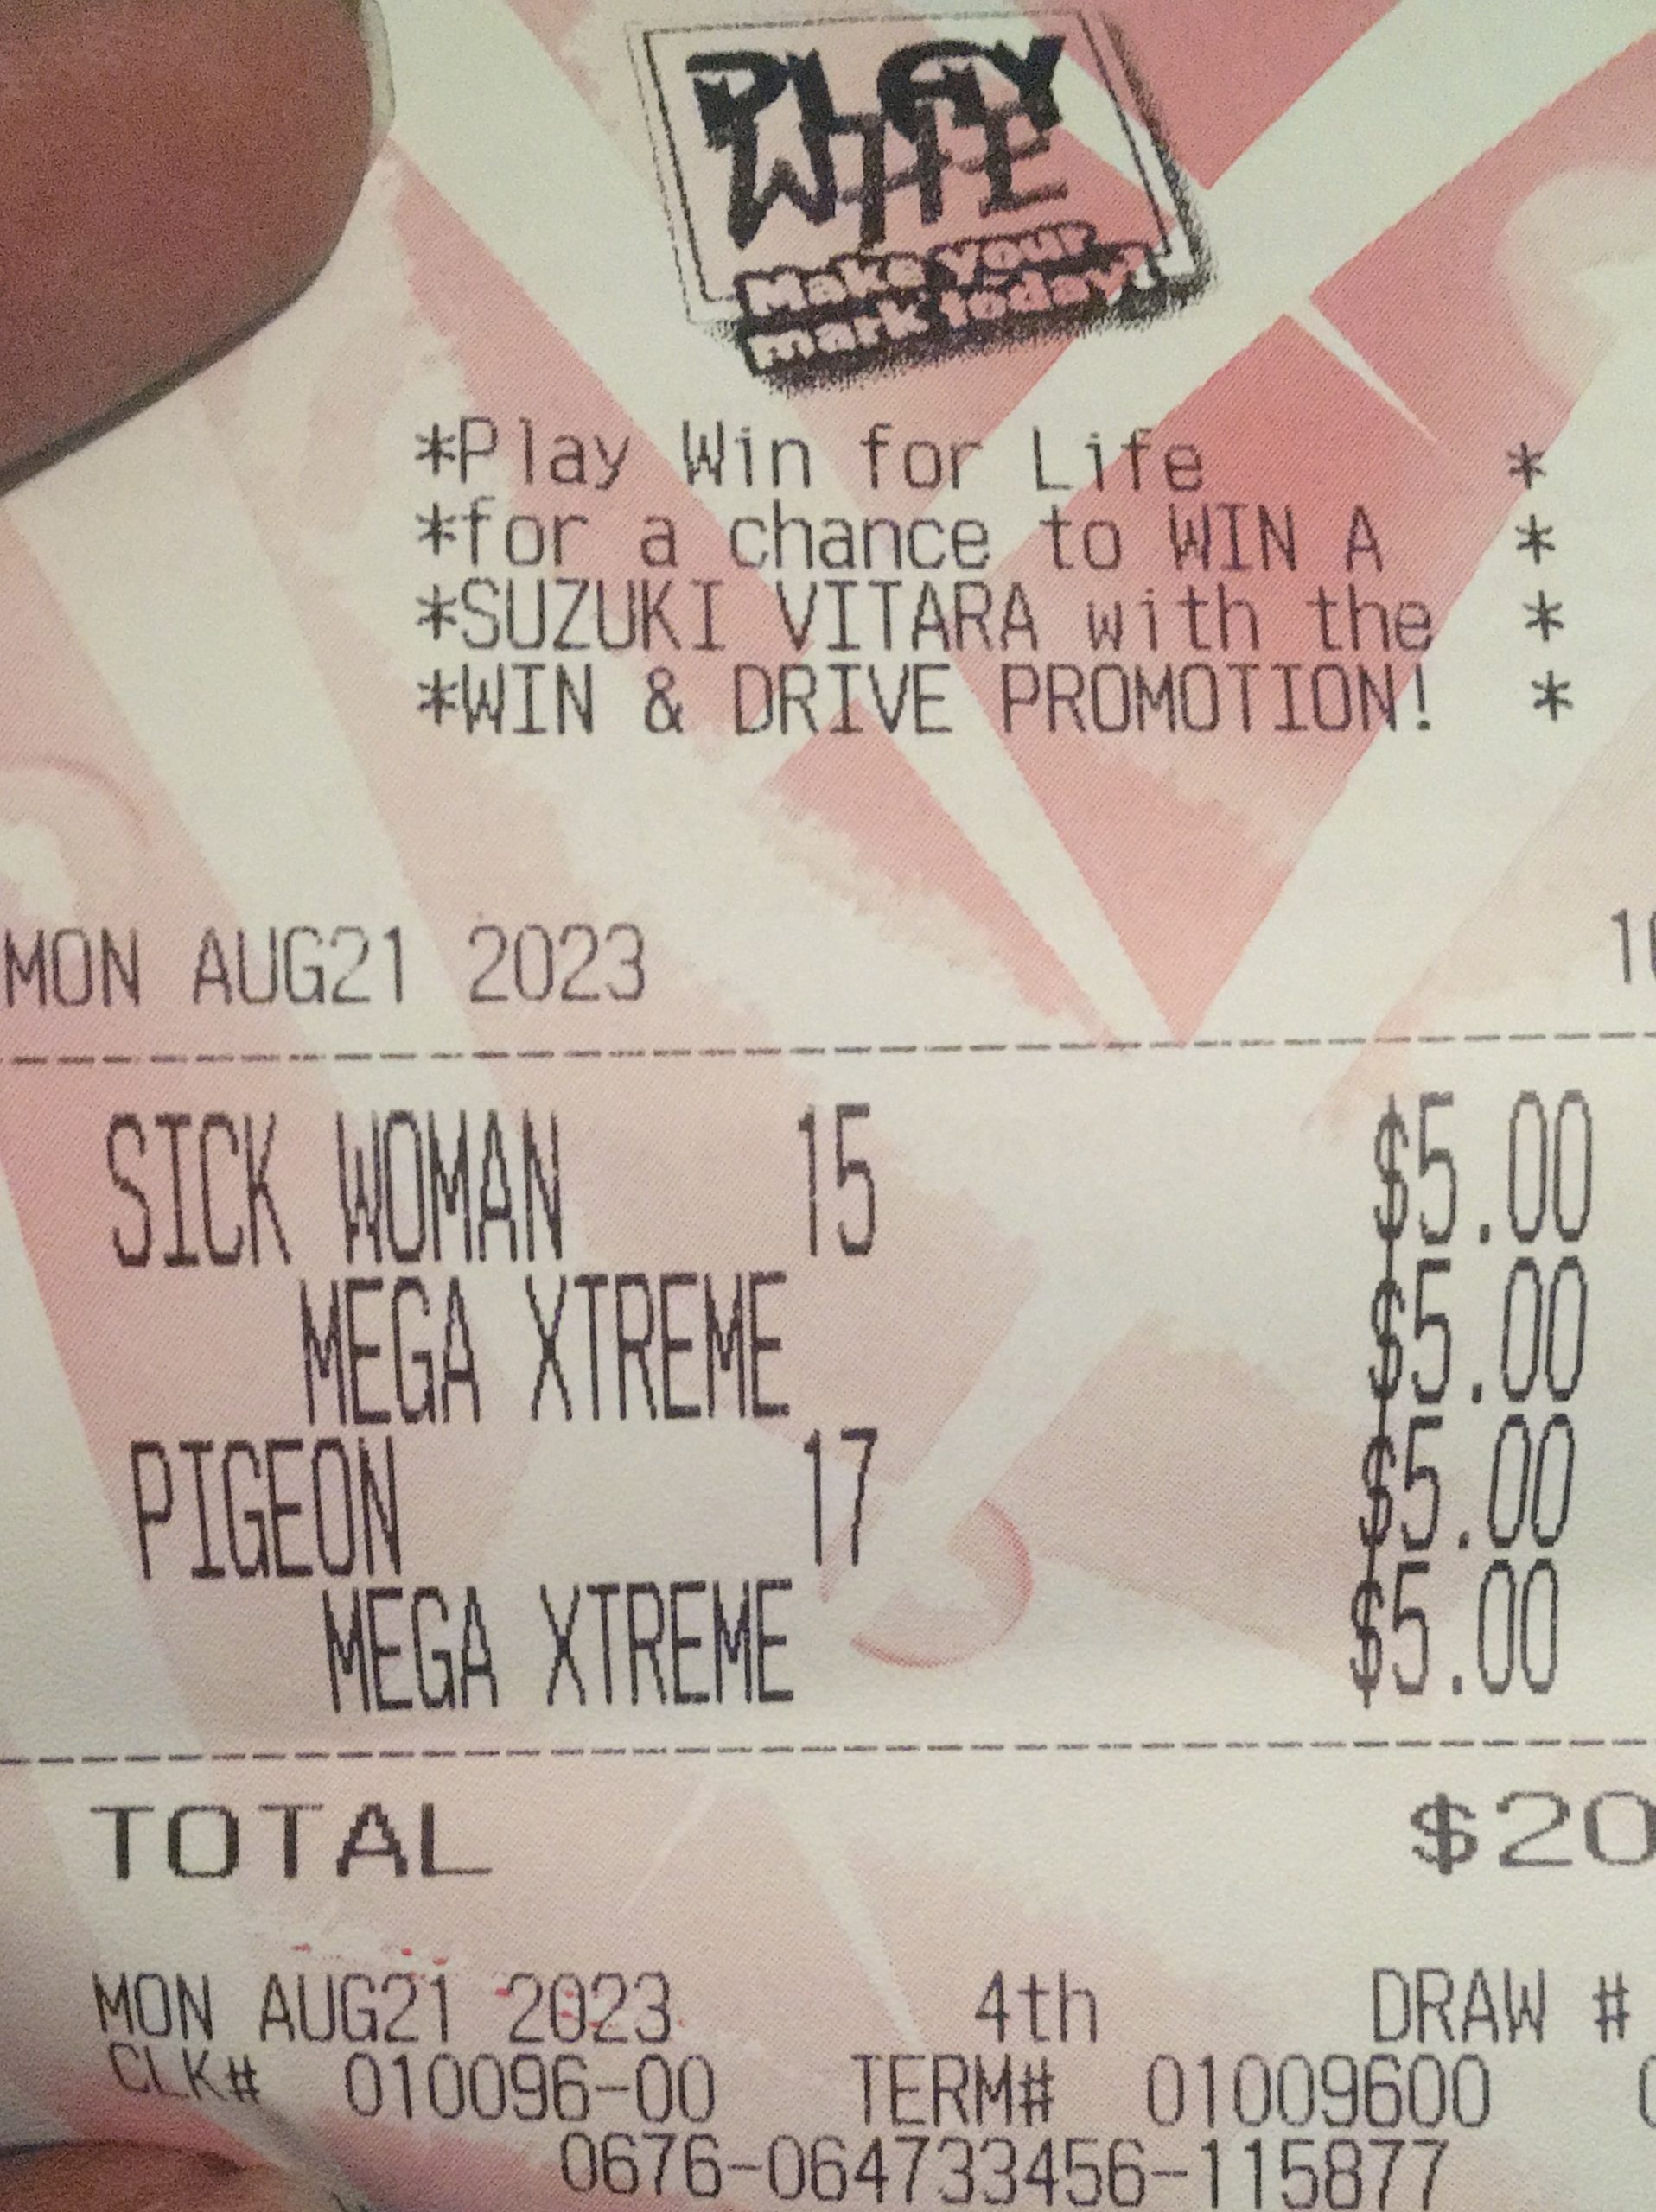 PLAY
WHE
Make your
mark today!
*Play Win for Life *
*for a chance to WIN A *
*SUZUKI VITARA with the *
*WIN & DRIVE PROMOTION! *
MON AUG21 2023
SICK WOMAN 15 $5.00
MEGA XTREME $5.00
PIGEON 17 $5.00
MEGA XTREME $5.00
TOTAL $20
MON AUG21 2023 4th DRAW #
CLK# 010096-00 TERM# 01009600
0676-064733456-115877